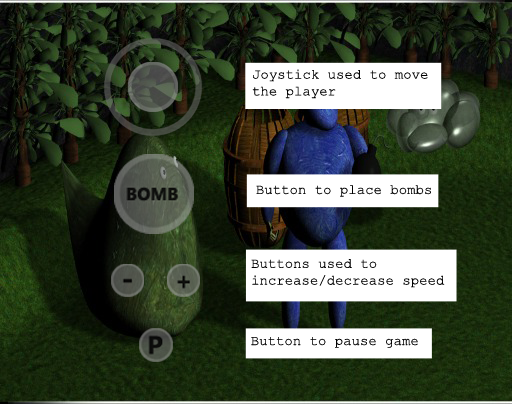 Joystick used to move
the player
BOMB
Button to place bombs
- +
Buttons used to
increase/decrease speed
P
Button to pause game